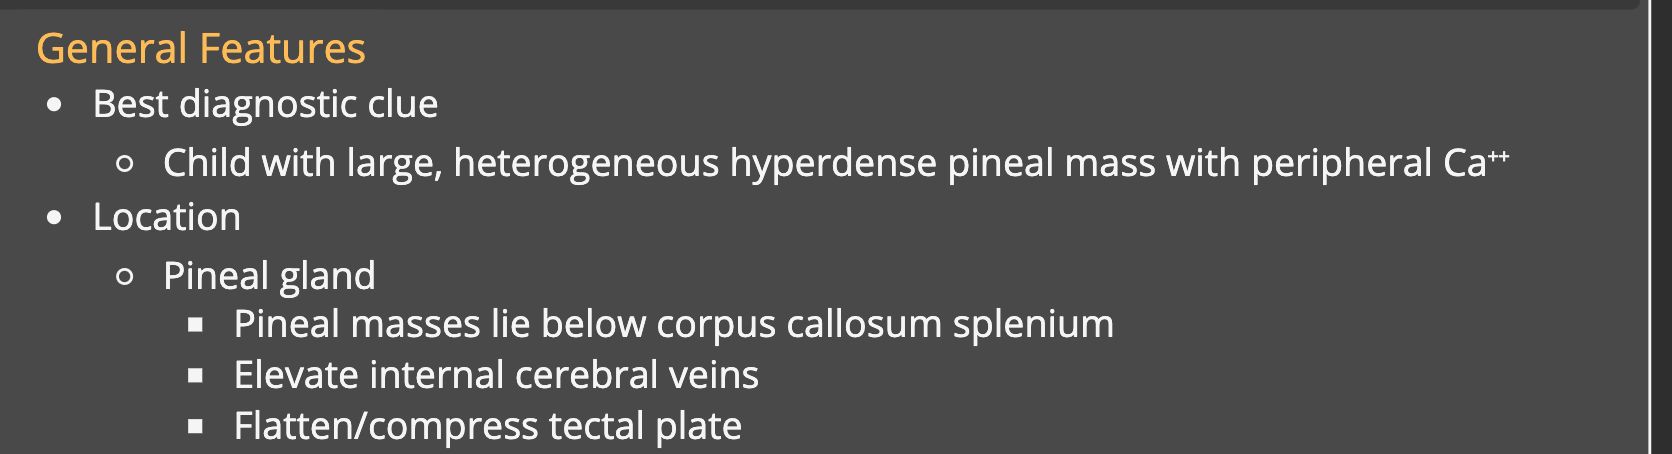 General Features
• Best diagnostic clue
○ Child with large, heterogeneous hyperdense pineal mass with peripheral Ca⁺⁺
• Location
○ Pineal gland
▪ Pineal masses lie below corpus callosum splenium
▪ Elevate internal cerebral veins
▪ Flatten/compress tectal plate